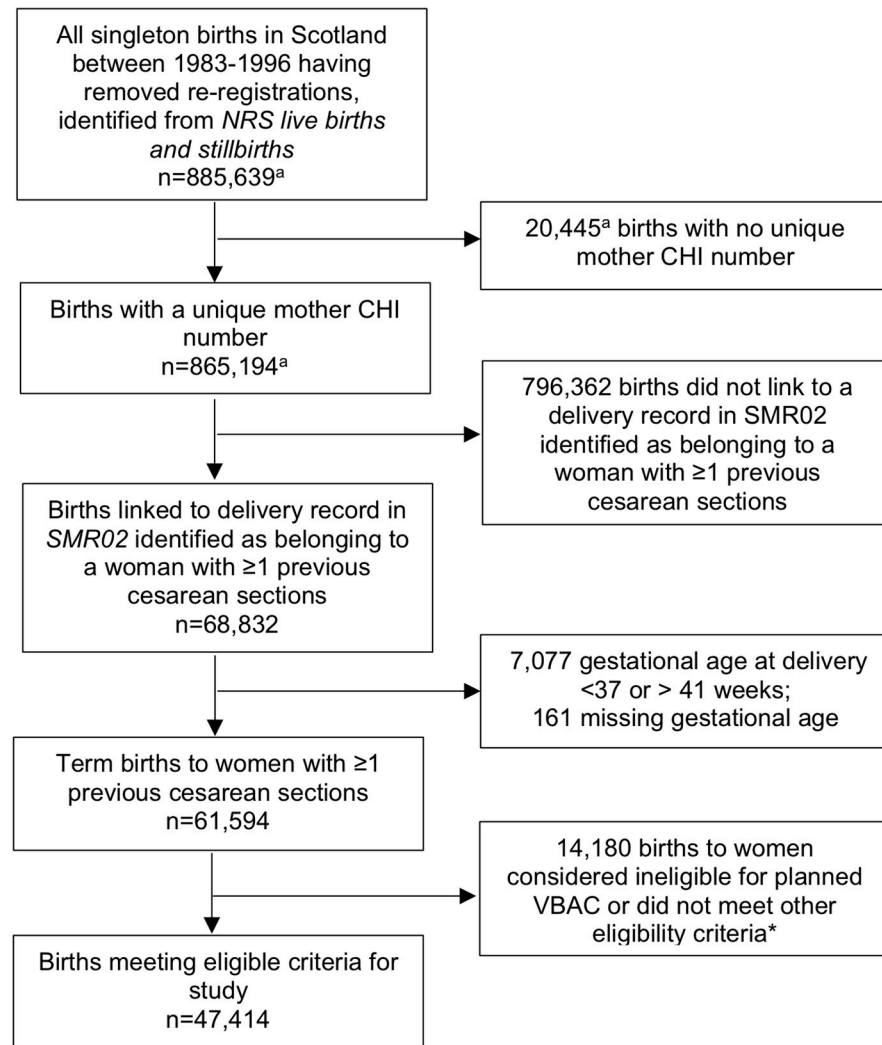 All singleton births in Scotland
between 1983-1996 having
removed re-registrations,
identified from NRS live births
and stillbirths
n=885,639ᵃ
20,445ᵃ births with no unique
mother CHI number
Births with a unique mother CHI
number
n=865,194ᵃ
796,362 births did not link to a
delivery record in SMR02
identified as belonging to a
woman with ≥1 previous
cesarean sections
Births linked to delivery record in
SMR02 identified as belonging to
a woman with ≥1 previous
cesarean sections
n=68,832
7,077 gestational age at delivery
<37 or > 41 weeks;
161 missing gestational age
Term births to women with ≥1
previous cesarean sections
n=61,594
14,180 births to women
considered ineligible for planned
VBAC or did not meet other
eligibility criteria*
Births meeting eligible criteria for
study
n=47,414